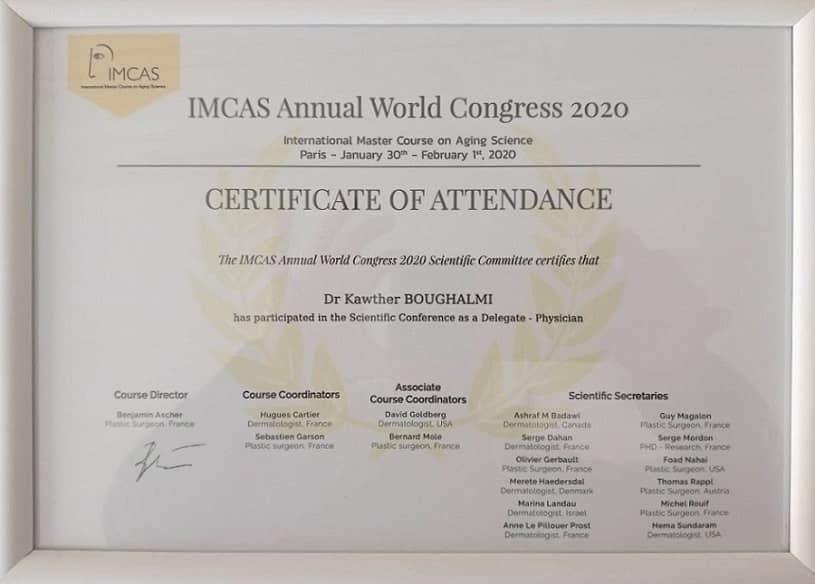 IMCAS
International Master Course on Aging Science
IMCAS Annual World Congress 2020
International Master Course on Aging Science
Paris - January 30th - February 1st, 2020
CERTIFICATE OF ATTENDANCE
The IMCAS Annual World Congress 2020 Scientific Committee certifies that
Dr Kawther BOUGHALMI
has participated in the Scientific Conference as a Delegate - Physician
Course Director
Benjamin Ascher
Plastic Surgeon, France
Course Coordinators
Hugues Cartier
Dermatologist, France
Sebastien Garson
Plastic surgeon, France
Associate
Course Coordinators
David Goldberg
Dermatologist, USA
Bernard Mole
Plastic surgeon, France
Scientific Secretaries
Ashraf M Badawi
Dermatologist, Canada
Serge Dahan
Dermatologist, France
Olivier Gerbault
Plastic Surgeon, France
Merete Haedersdal
Dermatologist, Denmark
Marina Landau
Dermatologist, Israel
Anne Le Pillouer Prost
Dermatologist, France
Guy Magalon
Plastic Surgeon, France
Serge Mordon
PHD - Research, France
Foad Nahai
Plastic Surgeon, USA
Thomas Rappl
Plastic Surgeon, Austria
Michel Rouif
Plastic Surgeon, France
Hema Sundaram
Dermatologist, USA